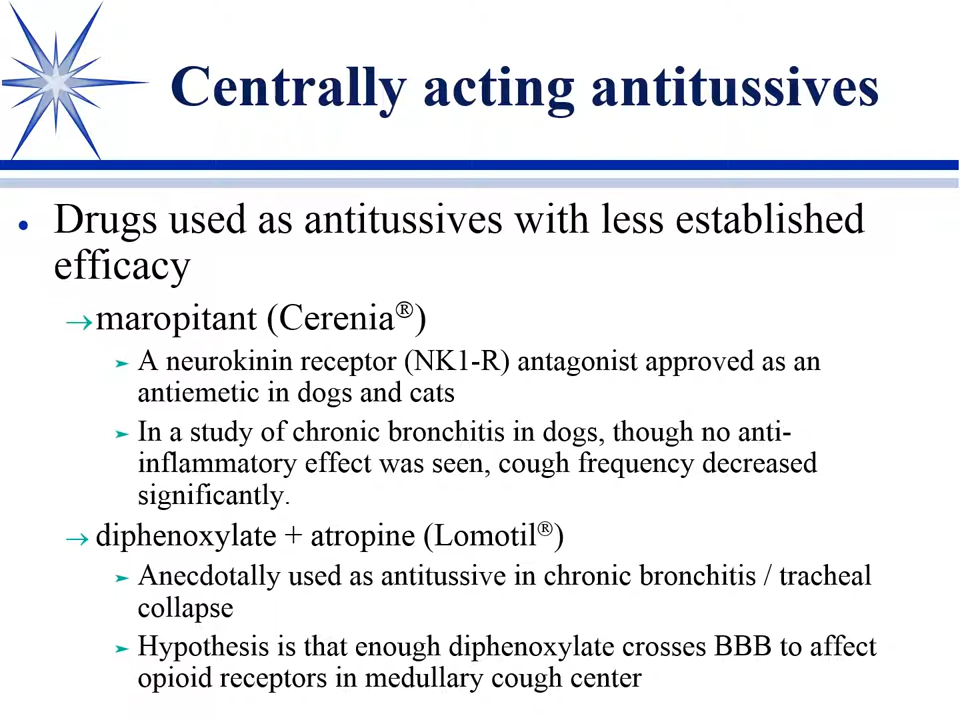 Centrally acting antitussives
• Drugs used as antitussives with less established
efficacy
→maropitant (Cerenia®)
➤ A neurokinin receptor (NK1-R) antagonist approved as an
antiemetic in dogs and cats
➤ In a study of chronic bronchitis in dogs, though no anti-
inflammatory effect was seen, cough frequency decreased
significantly.
→ diphenoxylate + atropine (Lomotil®)
➤ Anecdotally used as antitussive in chronic bronchitis / tracheal
collapse
➤ Hypothesis is that enough diphenoxylate crosses BBB to affect
opioid receptors in medullary cough center